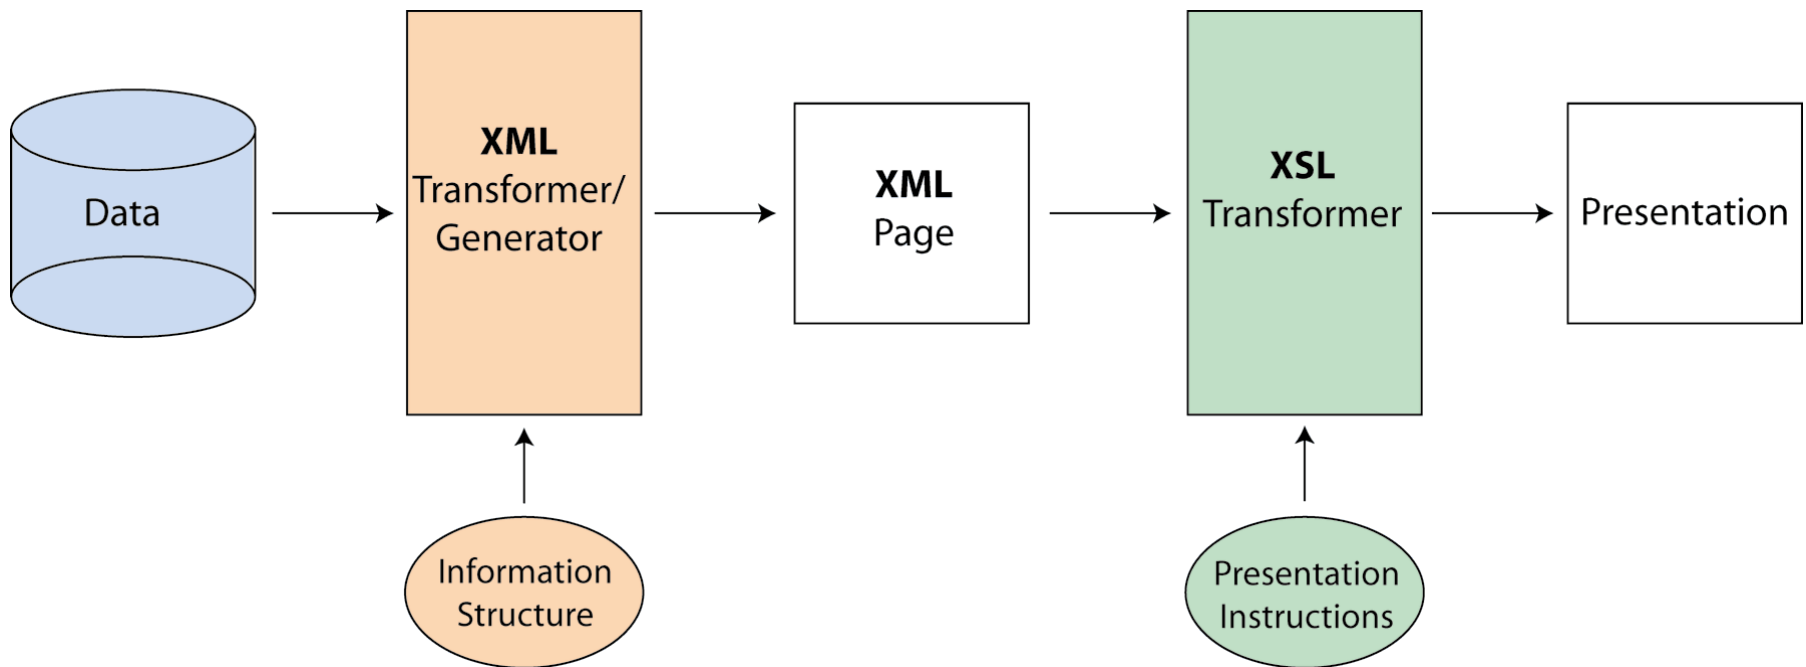 Data
XML
Transformer/
Generator
XML
Page
XSL
Transformer
Presentation
Information
Structure
Presentation
Instructions